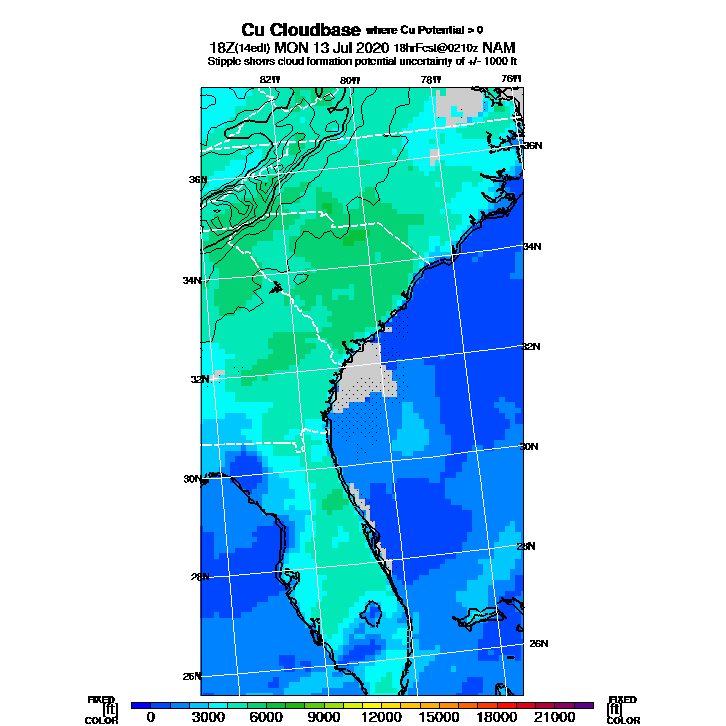 Cu Cloudbase where Cu Potential > 0
18Z(14edt) MON 13 Jul 2020 18hrFcst@0210z NAM
Stipple shows cloud formation potential uncertainty of +/- 1000 ft
82W 80W 78W 76W
36N
36N
34N
34N
32N
32N
30N
30N
28N
28N
26N
26N
FIXED FIXED
[ft] [ft]
COLOR 0 3000 6000 9000 12000 15000 18000 21000 COLOR